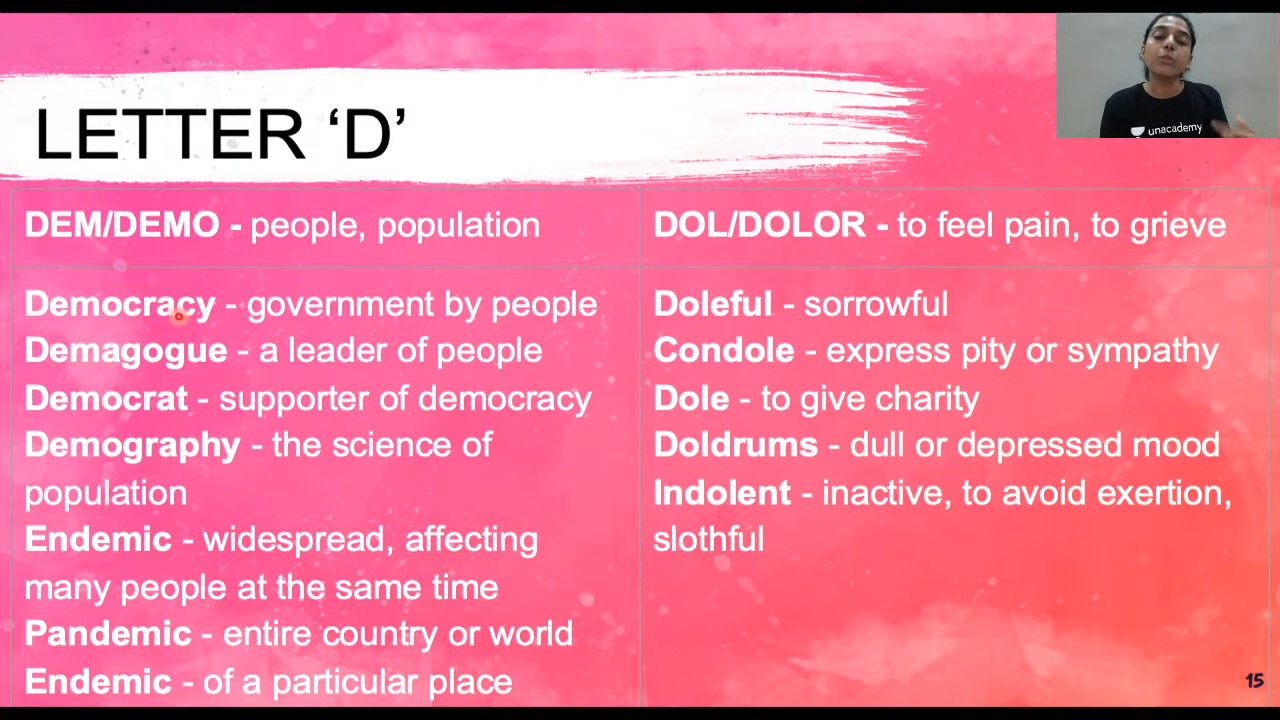 LETTER ‘D’
unacademy
DEM/DEMO - people, population
Democracy - government by people
Demagogue - a leader of people
Democrat - supporter of democracy
Demography - the science of
population
Endemic - widespread, affecting
many people at the same time
Pandemic - entire country or world
Endemic - of a particular place
DOL/DOLOR - to feel pain, to grieve
Doleful - sorrowful
Condole - express pity or sympathy
Dole - to give charity
Doldrums - dull or depressed mood
Indolent - inactive, to avoid exertion,
slothful
15